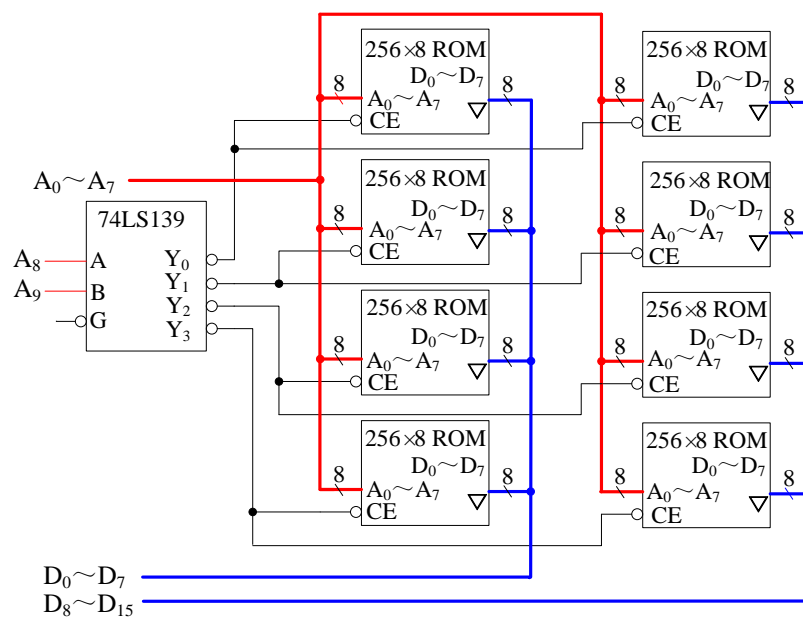 256×8 ROM
D₀～D₇
8
8
A₀～A₇
CE
256×8 ROM
D₀～D₇
8
8
A₀～A₇
CE
A₀～A₇
74LS139
A₈
A
A₉
B
G
Y₀
Y₁
Y₂
Y₃
256×8 ROM
D₀～D₇
8
8
A₀～A₇
CE
256×8 ROM
D₀～D₇
8
8
A₀～A₇
CE
256×8 ROM
D₀～D₇
8
8
A₀～A₇
CE
256×8 ROM
D₀～D₇
8
8
A₀～A₇
CE
256×8 ROM
D₀～D₇
8
8
A₀～A₇
CE
256×8 ROM
D₀～D₇
8
8
A₀～A₇
CE
D₀～D₇
D₈～D₁₅